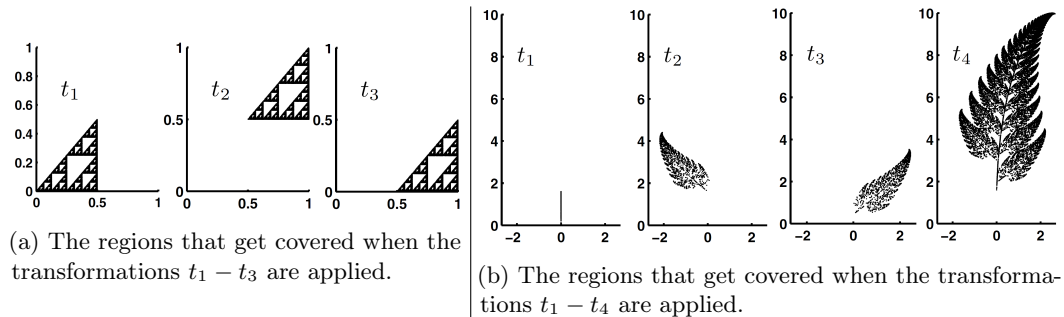 t₁
1
0.8
0.6
0.4
0.2
0
0 0.5 1
t₂
1
0.5
0
0 0.5 1
t₃
1
0.5
0
0 0.5 1
(a) The regions that get covered when the
transformations t₁ − t₃ are applied.
t₁
10
8
6
4
2
0
−2 0 2
t₂
10
8
6
4
2
0
−2 0 2
t₃
10
8
6
4
2
0
−2 0 2
t₄
10
8
6
4
2
0
−2 0 2
(b) The regions that get covered when the transforma-
tions t₁ − t₄ are applied.